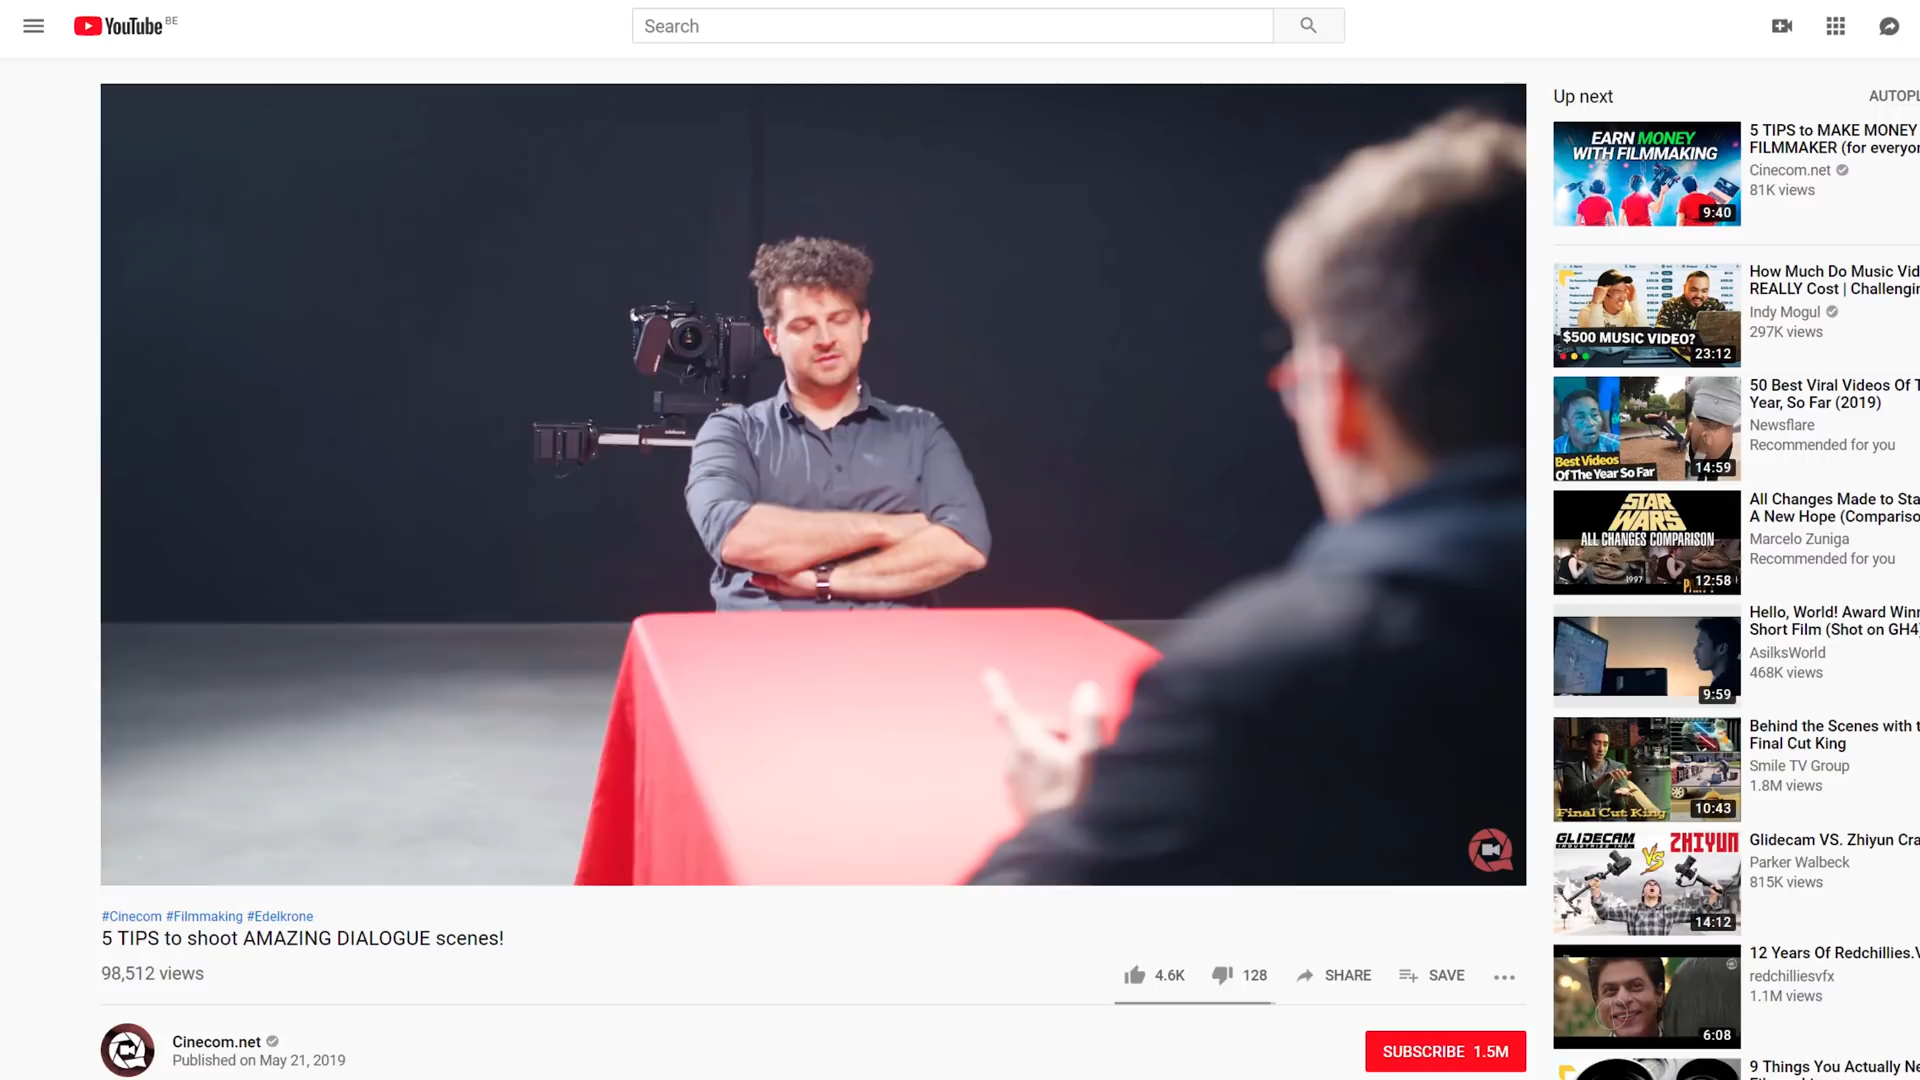 YouTube BE
Search
#Cinecom #Filmmaking #Edelkrone
5 TIPS to shoot AMAZING DIALOGUE scenes!
98,512 views
4.6K
128
SHARE
SAVE
Cinecom.net
Published on May 21, 2019
SUBSCRIBE 1.5M
Up next
AUTOPL
EARN MONEY
WITH FILMMAKING
9:40
5 TIPS to MAKE MONEY
FILMMAKER (for everyo
Cinecom.net
81K views
$500 MUSIC VIDEO?
23:12
How Much Do Music Vid
REALLY Cost | Challengin
Indy Mogul
297K views
Best Videos
Of The Year So Far
14:59
50 Best Viral Videos Of T
Year, So Far (2019)
Newsflare
Recommended for you
STAR
WARS
ALL CHANGES COMPARISON
1997
12:58
All Changes Made to Sta
A New Hope (Compariso
Marcelo Zuniga
Recommended for you
9:59
Hello, World! Award Winn
Short Film (Shot on GH4
AsilksWorld
468K views
Final Cut King
10:43
Behind the Scenes with t
Final Cut King
Smile TV Group
1.8M views
GLIDECAM
INDUSTRIES INC.
VS
ZHIYUN
14:12
Glidecam VS. Zhiyun Cra
Parker Walbeck
815K views
6:08
12 Years Of Redchillies.V
redchilliesvfx
1.1M views
9 Things You Actually Ne